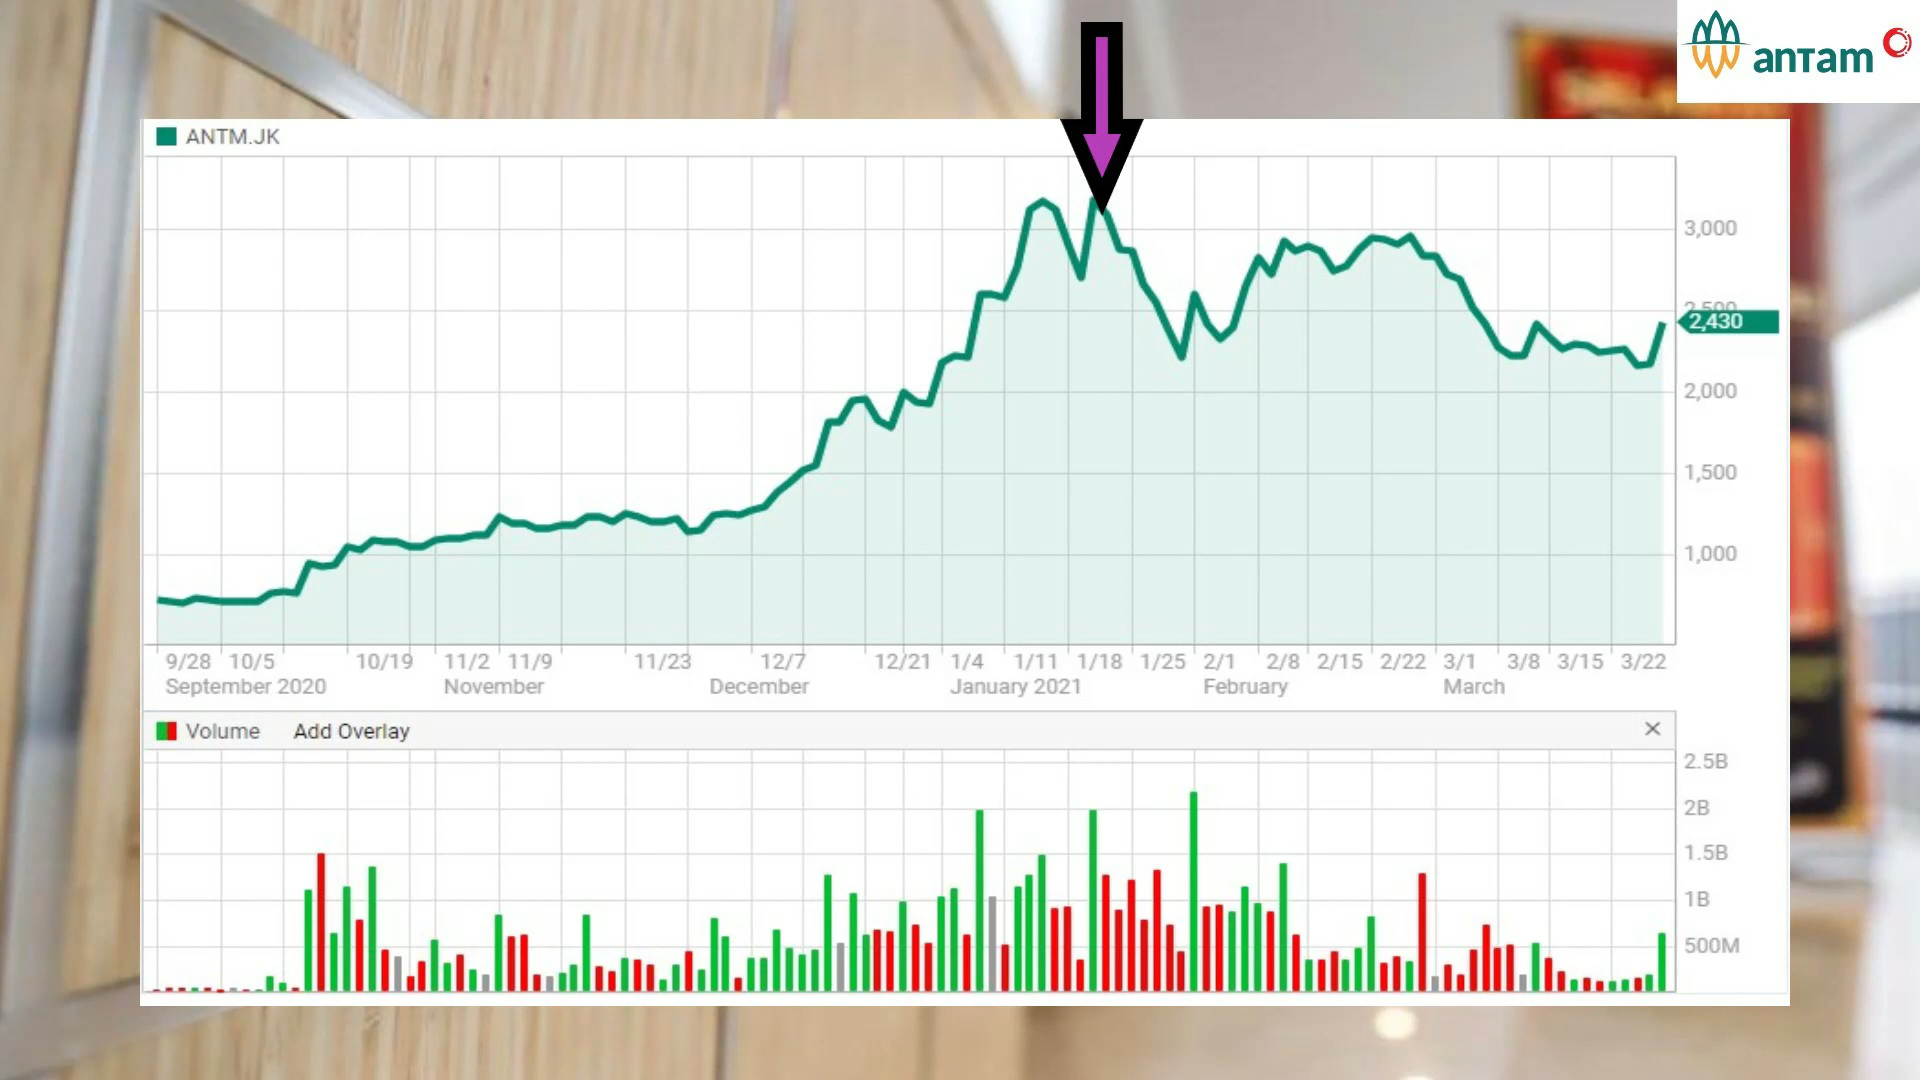 anTam
ANTM.JK
3,000
2,500
2,430
2,000
1,500
1,000
9/28 10/5 10/19 11/2 11/9 11/23 12/7 12/21 1/4 1/11 1/18 1/25 2/1 2/8 2/15 2/22 3/1 3/8 3/15 3/22
September 2020 November December January 2021 February March
Volume Add Overlay
2.5B
2B
1.5B
1B
500M